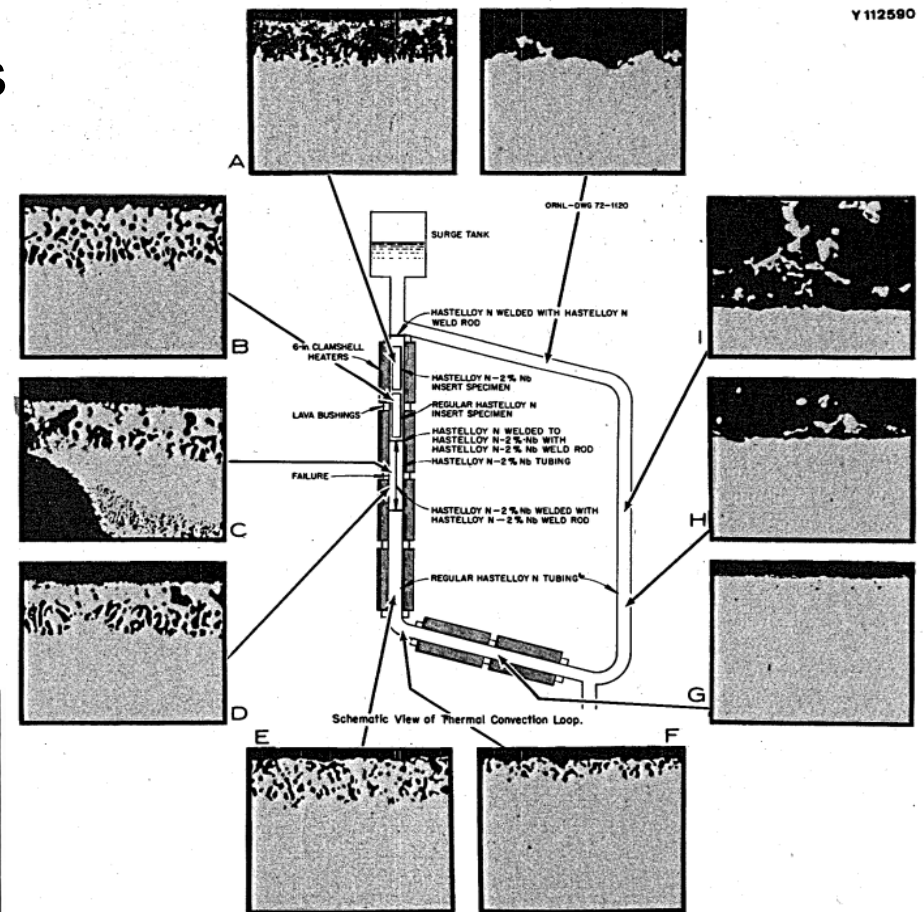 S
Y 112590
A
ORNL-DWG 72-1120
SURGE TANK
HASTELLOY N WELDED WITH HASTELLOY N
WELD ROD
B
6-in. CLAMSHELL
HEATERS
HASTELLOY N-2% Nb
INSERT SPECIMEN
I
LAVA BUSHINGS
REGULAR HASTELLOY N
INSERT SPECIMEN
HASTELLOY N WELDED TO
HASTELLOY N-2%-Nb WITH
HASTELLOY N-2% Nb WELD ROD
HASTELLOY N-2% Nb TUBING
FAILURE
C
HASTELLOY N-2% Nb WELDED WITH
HASTELLOY N-2% Nb WELD ROD
H
REGULAR HASTELLOY N TUBING
D
G
Schematic View of Thermal Convection Loop.
E
F